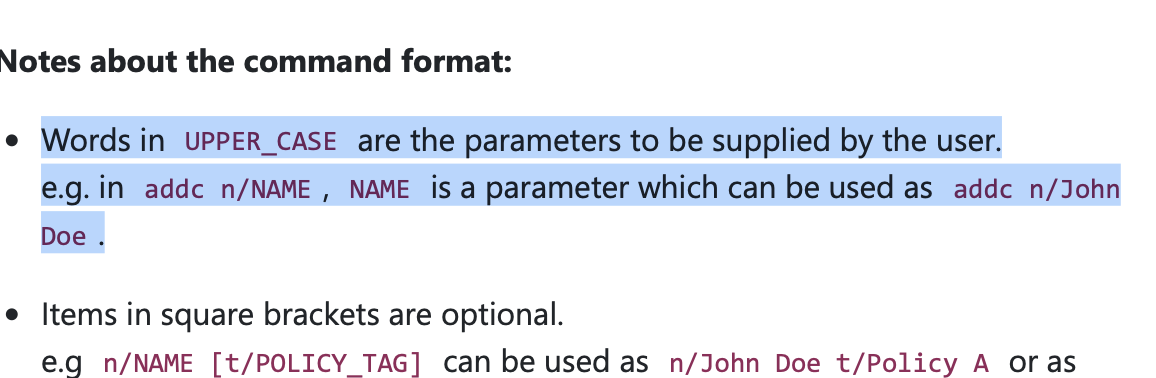 Notes about the command format:
Words in UPPER_CASE are the parameters to be supplied by the user.
e.g. in addc n/NAME , NAME is a parameter which can be used as addc n/John
Doe .
Items in square brackets are optional.
e.g n/NAME [t/POLICY_TAG] can be used as n/John Doe t/Policy A or as